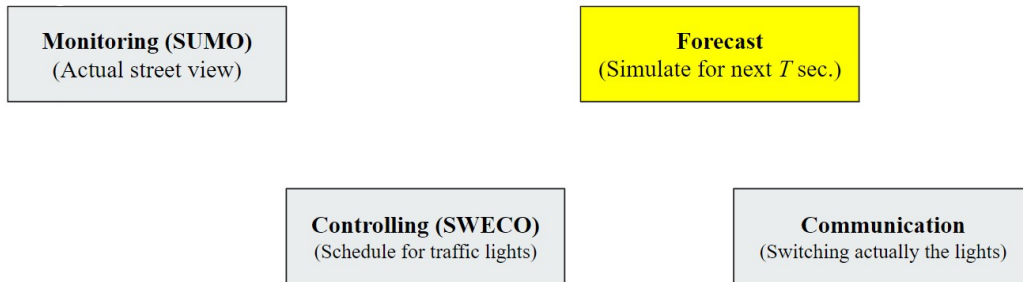 Monitoring (SUMO)
(Actual street view)
Forecast
(Simulate for next T sec.)
Controlling (SWECO)
(Schedule for traffic lights)
Communication
(Switching actually the lights)